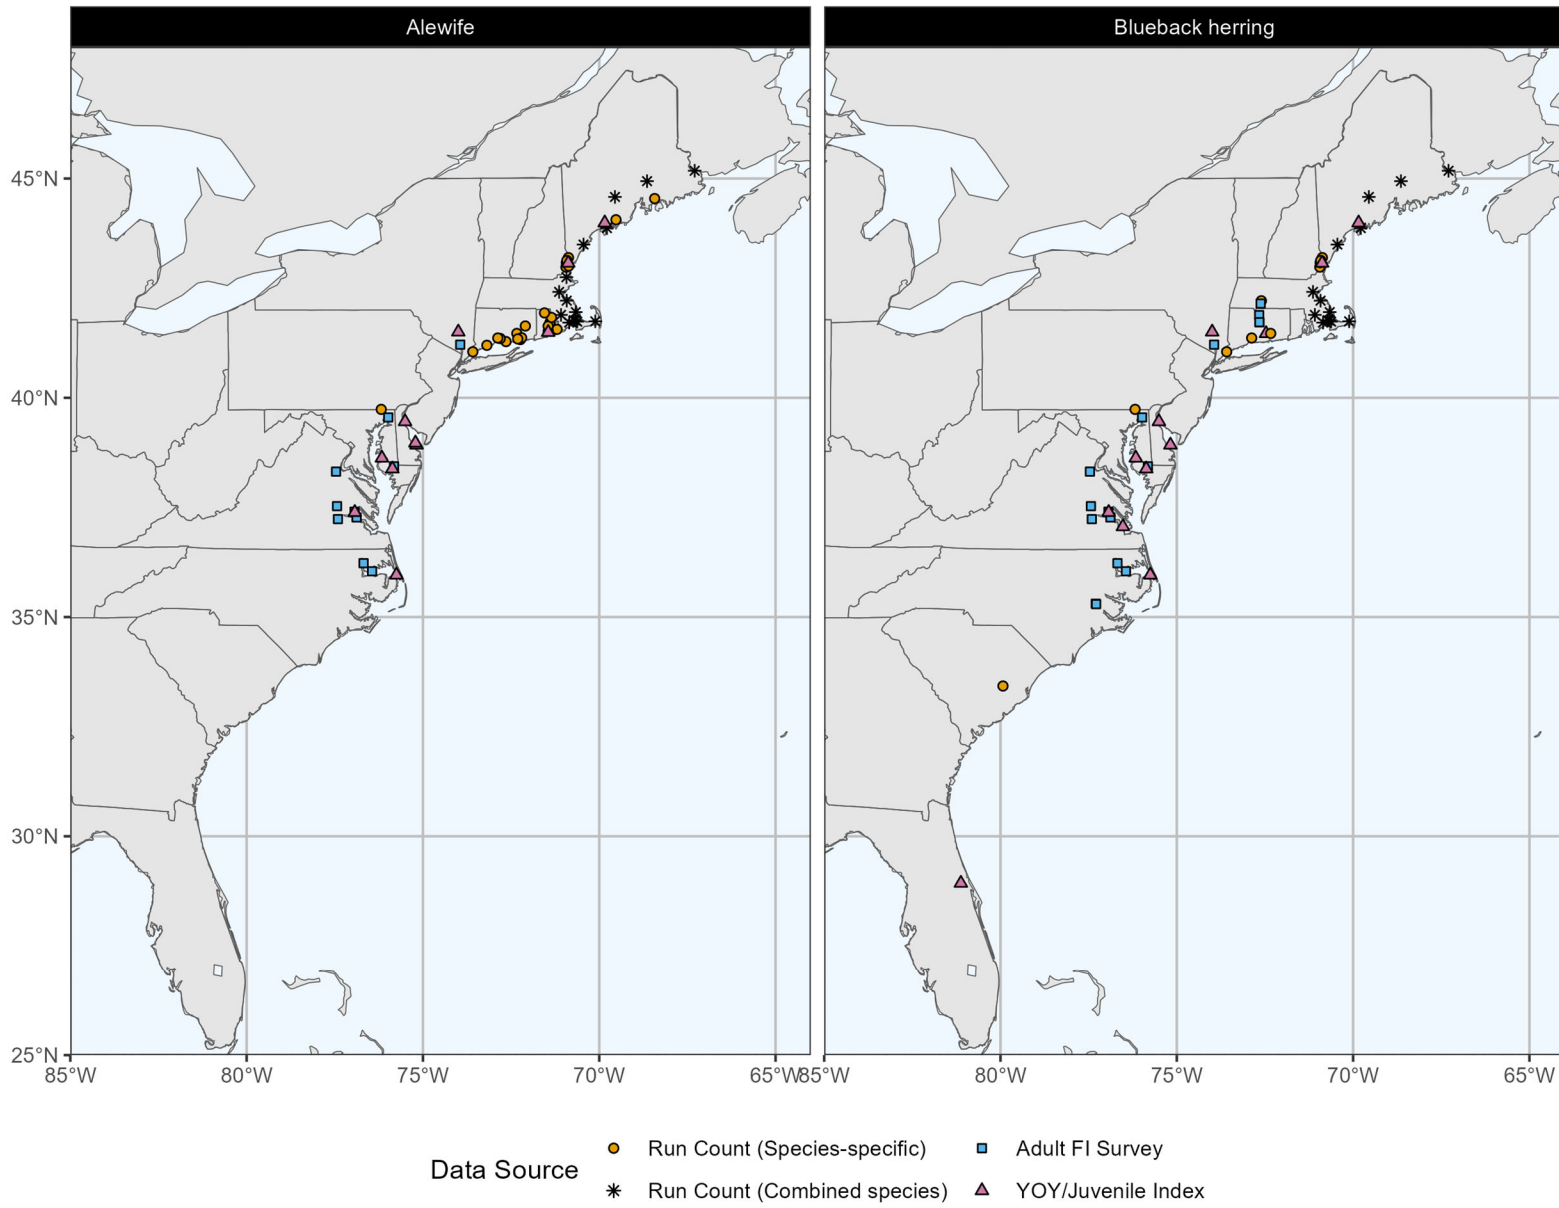 Alewife
Blueback herring
45°N
40°N
35°N
30°N
25°N
85°W
80°W
75°W
70°W
65°W
85°W
80°W
75°W
70°W
65°W
Data Source
Run Count (Species-specific)
Adult FI Survey
Run Count (Combined species)
YOY/Juvenile Index